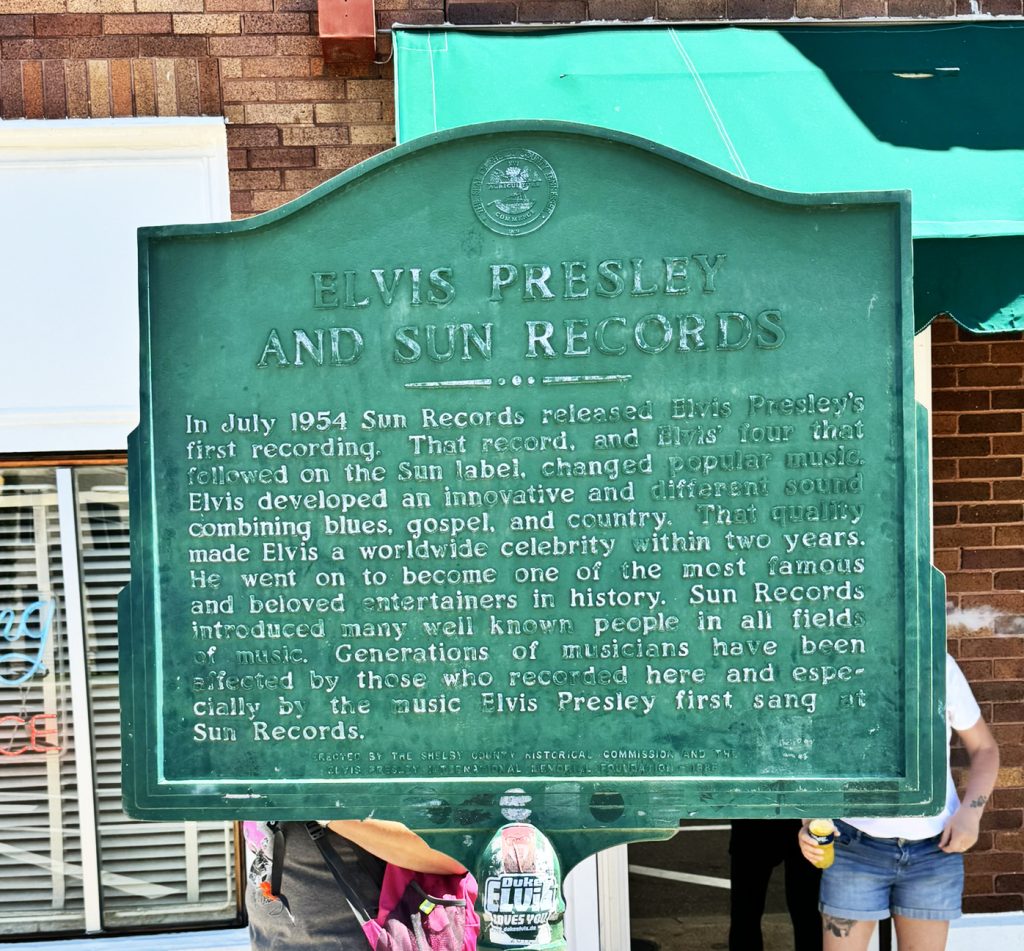 AGRICULTURE
COMMERCE
ELVIS PRESLEY
AND SUN RECORDS
In July 1954 Sun Records released Elvis Presley's
first recording. That record, and Elvis' four that
followed on the Sun label, changed popular music.
Elvis developed an innovative and different sound
combining blues, gospel, and country. That quality
made Elvis a worldwide celebrity within two years.
He went on to become one of the most famous
and beloved entertainers in history. Sun Records
introduced many well known people in all fields
of music. Generations of musicians have been
affected by those who recorded here and espe-
cially by the music Elvis Presley first sang at
Sun Records.
ERECTED BY THE SHELBY COUNTY HISTORICAL COMMISSION AND THE
ELVIS PRESLEY INTERNATIONAL MEMORIAL FOUNDATION
Duke
ELVIS
LOVES YOU
ng
CE